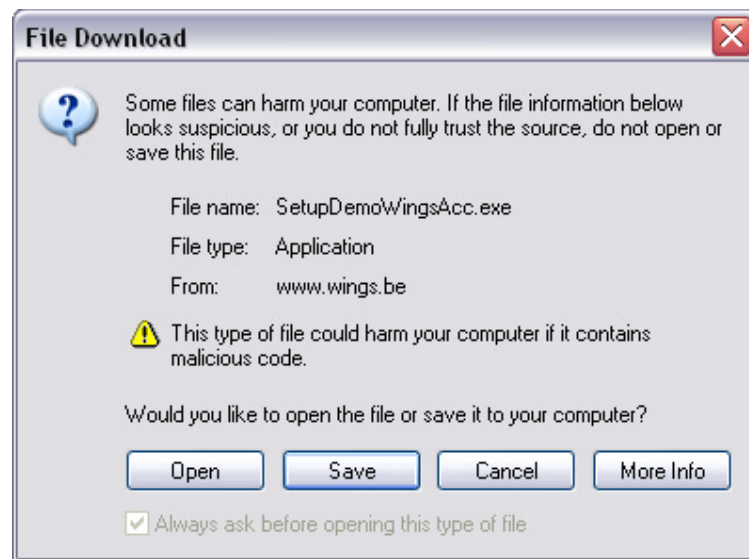 File Download
Some files can harm your computer. If the file information below
looks suspicious, or you do not fully trust the source, do not open or
save this file.
File name: SetupDemoWingsAcc.exe
File type: Application
From: www.wings.be
This type of file could harm your computer if it contains
malicious code.
Would you like to open the file or save it to your computer?
Open Save Cancel More Info
Always ask before opening this type of file